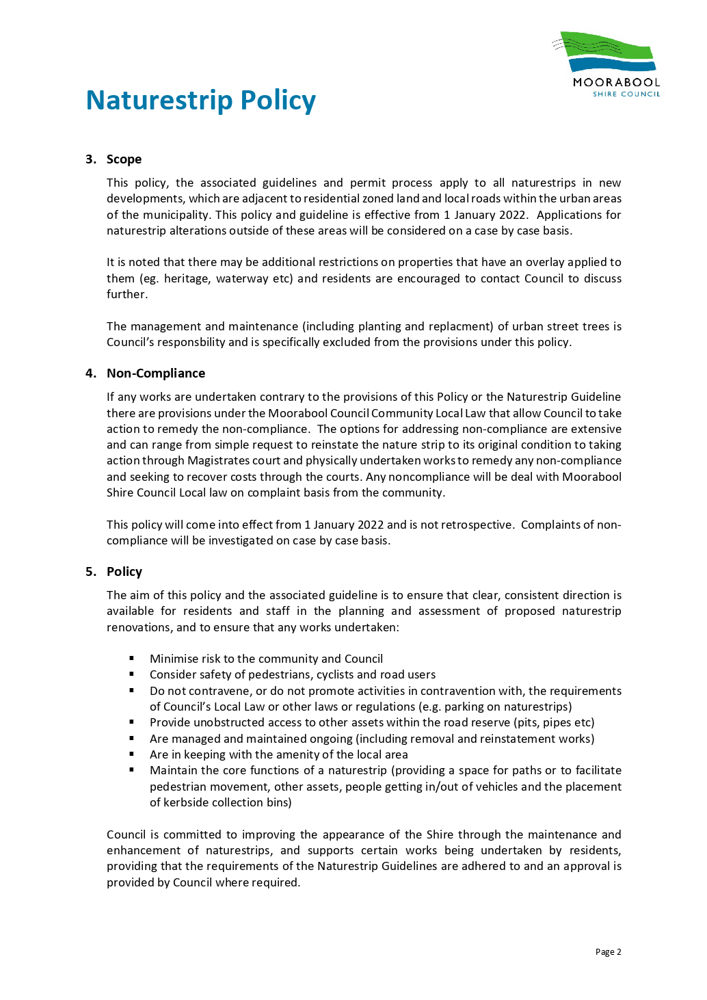 MOORABOOL
SHIRE COUNCIL
Naturestrip Policy
3. Scope
This policy, the associated guidelines and permit process apply to all naturestrips in new
developments, which are adjacent to residential zoned land and local roads within the urban areas
of the municipality. This policy and guideline is effective from 1 January 2022.  Applications for
naturestrip alterations outside of these areas will be considered on a case by case basis.
It is noted that there may be additional restrictions on properties that have an overlay applied to
them (eg. heritage, waterway etc) and residents are encouraged to contact Council to discuss
further.
The management and maintenance (including planting and replacment) of urban street trees is
Council’s responsbility and is specifically excluded from the provisions under this policy.
4. Non-Compliance
If any works are undertaken contrary to the provisions of this Policy or the Naturestrip Guideline
there are provisions under the Moorabool Council Community Local Law that allow Council to take
action to remedy the non-compliance.  The options for addressing non-compliance are extensive
and can range from simple request to reinstate the nature strip to its original condition to taking
action through Magistrates court and physically undertaken works to remedy any non-compliance
and seeking to recover costs through the courts. Any noncompliance will be deal with Moorabool
Shire Council Local law on complaint basis from the community.
This policy will come into effect from 1 January 2022 and is not retrospective.  Complaints of non-
compliance will be investigated on case by case basis.
5. Policy
The aim of this policy and the associated guideline is to ensure that clear, consistent direction is
available for residents and staff in the planning and assessment of proposed naturestrip
renovations, and to ensure that any works undertaken:
▪ Minimise risk to the community and Council
▪ Consider safety of pedestrians, cyclists and road users
▪ Do not contravene, or do not promote activities in contravention with, the requirements
of Council’s Local Law or other laws or regulations (e.g. parking on naturestrips)
▪ Provide unobstructed access to other assets within the road reserve (pits, pipes etc)
▪ Are managed and maintained ongoing (including removal and reinstatement works)
▪ Are in keeping with the amenity of the local area
▪ Maintain the core functions of a naturestrip (providing a space for paths or to facilitate
pedestrian movement, other assets, people getting in/out of vehicles and the placement
of kerbside collection bins)
Council is committed to improving the appearance of the Shire through the maintenance and
enhancement of naturestrips, and supports certain works being undertaken by residents,
providing that the requirements of the Naturestrip Guidelines are adhered to and an approval is
provided by Council where required.
Page 2